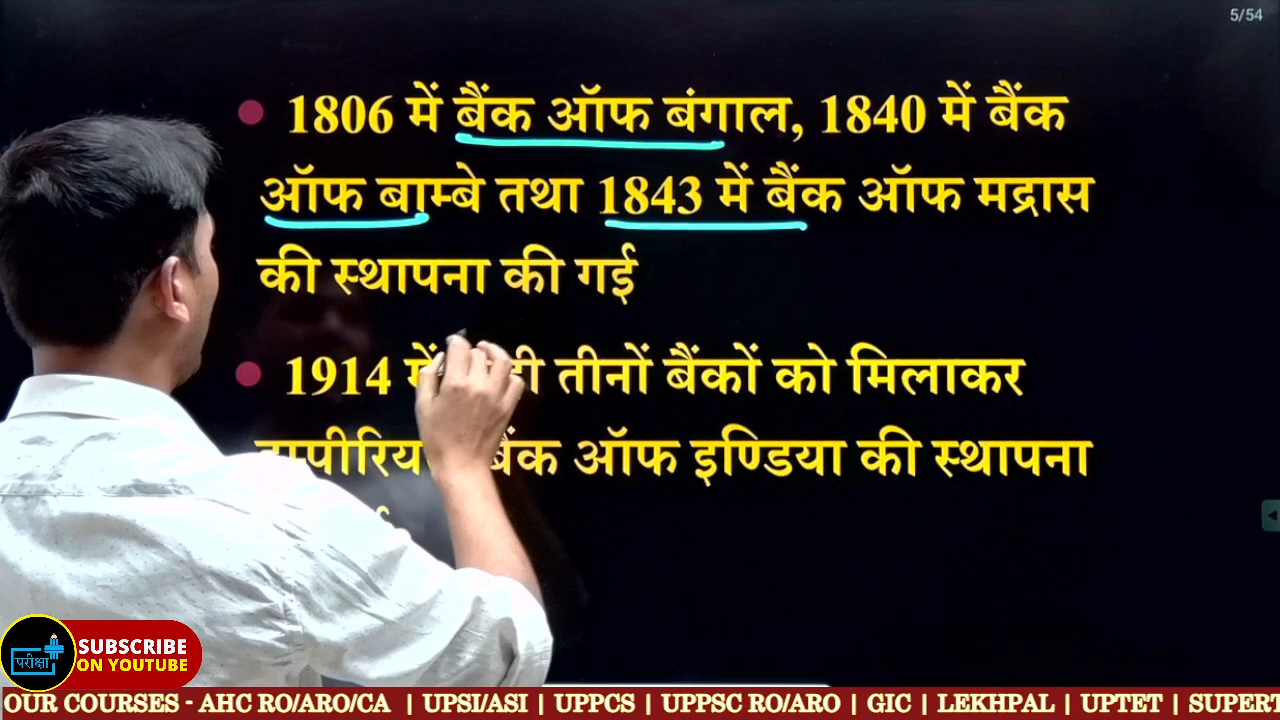 5/54
1806 में बैंक ऑफ बंगाल, 1840 में बैंक
ऑफ बाम्बे तथा 1843 में बैंक ऑफ मद्रास
की स्थापना की गई
1914 में तीनों बैंकों को मिलाकर
बैंक ऑफ इण्डिया की स्थापना
परीक्षा
SUBSCRIBE
ON YOUTUBE
OUR COURSES - AHC RO/ARO/CA | UPSI/ASI | UPPCS | UPPSC RO/ARO | GIC | LEKHPAL | UPTET |